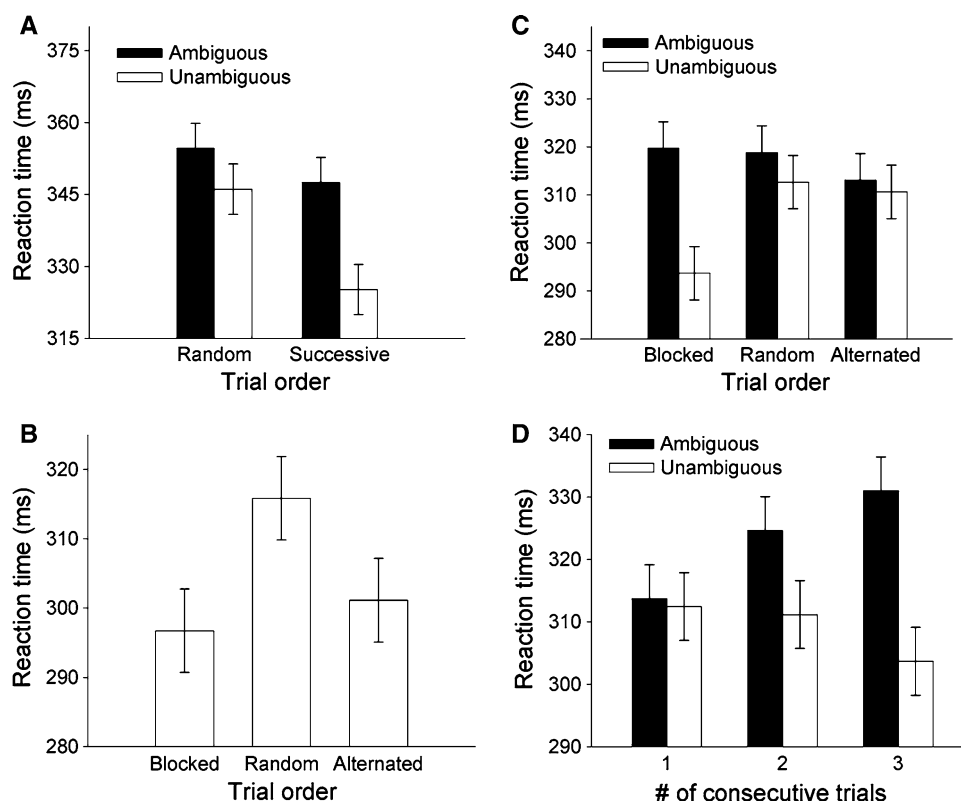 A
375
360
345
330
315
Reaction time (ms)
Ambiguous
Unambiguous
Random Successive
Trial order
C
340
330
320
310
300
290
280
Reaction time (ms)
Ambiguous
Unambiguous
Blocked Random Alternated
Trial order
B
320
310
300
290
280
Reaction time (ms)
Blocked Random Alternated
Trial order
D
340
330
320
310
300
290
Reaction time (ms)
Ambiguous
Unambiguous
1 2 3
# of consecutive trials